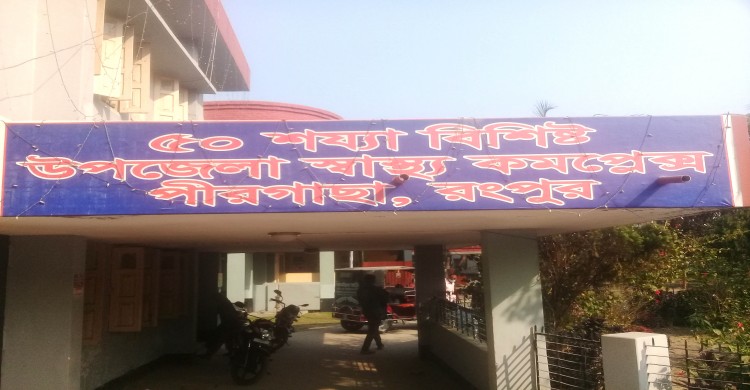 ৫০ শয্যা বিশিষ্ট
উপজেলা স্বাস্থ্য কমপ্লেক্স
পীরগাছা, রংপুর